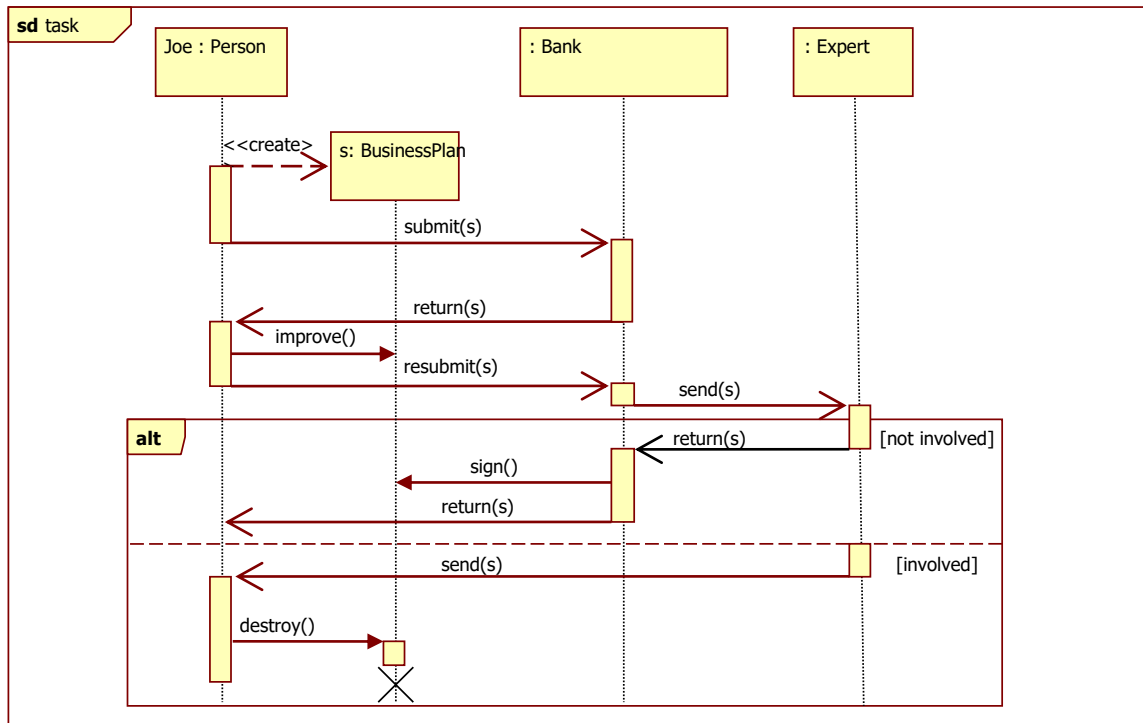 sd task
Joe : Person
: Bank
: Expert
<<create>
s: BusinessPlan
submit(s)
return(s)
improve()
resubmit(s)
send(s)
alt
return(s)
[not involved]
sign()
return(s)
send(s)
[involved]
destroy()